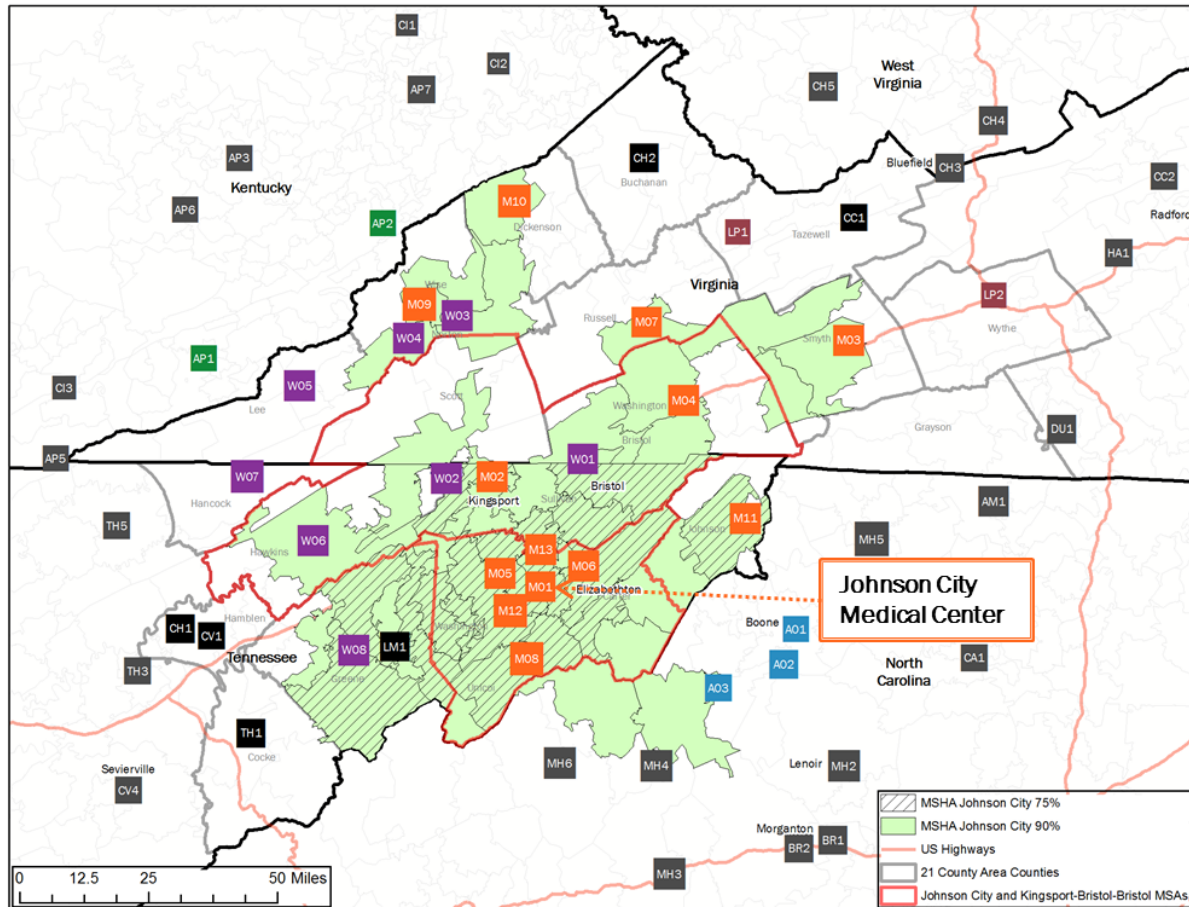 CI1
CI2
AP7
West
Virginia
CH5
CH4
AP3
Kentucky
CH2
Buchanan
Bluefield
CH3
CC2
AP6
M10
Dickenson
AP2
LP1
CC1
Tazewell
Radford
HA1
Virginia
Wise
M09
W03
W04
Russell
M07
LP2
Wythe
Smyth
M03
AP1
CI3
W05
Lee
Scott
Washington
M04
Grayson
DU1
Bristol
AP5
W07
Hancock
W02
M02
Kingsport
W01
Bristol
AM1
TH5
Hawkins
W06
Johnson
M11
MH5
M13
M05
M01
M06
Elizabethton
M12
Johnson City
Medical Center
Hamblen
CH1
CV1
Washington
Boone
AO1
Tennessee
W08
LM1
Greene
M08
Unicoi
AO2
AO3
North
Carolina
CA1
TH3
TH1
Cocke
Sevierville
CV4
MH6
MH4
Lenoir
MH2
Morganton
BR2
BR1
MH3
MSHA Johnson City 75%
MSHA Johnson City 90%
US Highways
21 County Area Counties
Johnson City and Kingsport-Bristol-Bristol MSAs
0 12.5 25 50 Miles